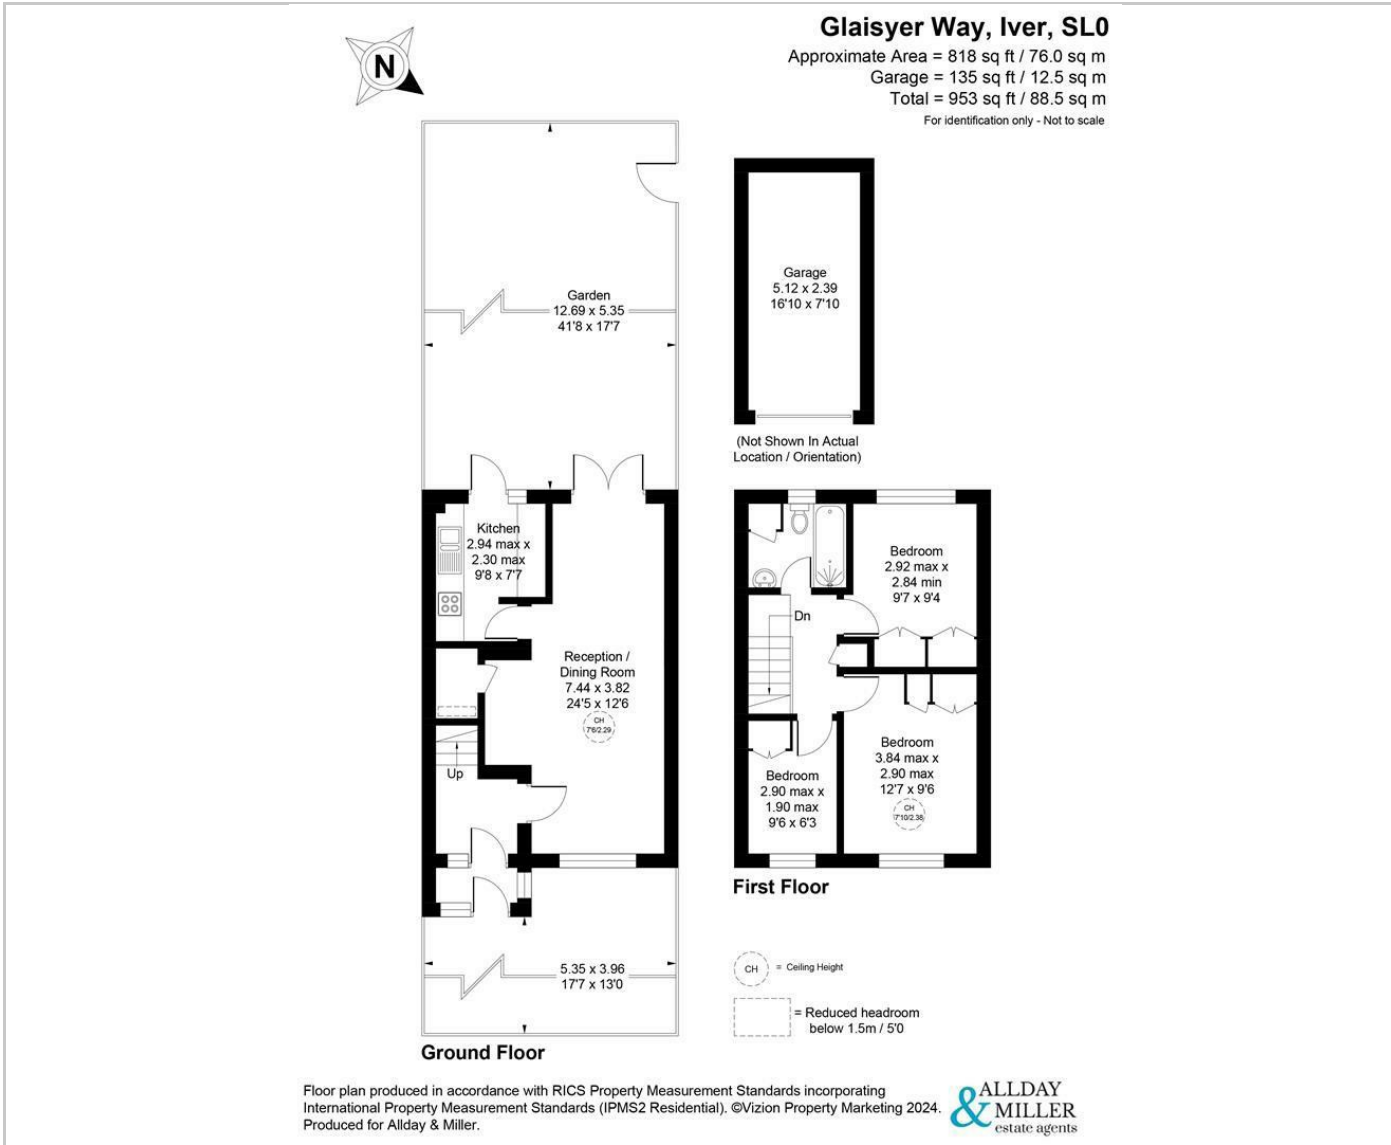 Glaisyer Way, Iver, SL0
Approximate Area = 818 sq ft / 76.0 sq m
Garage = 135 sq ft / 12.5 sq m
Total = 953 sq ft / 88.5 sq m
For identification only - Not to scale
N
Garden
12.69 x 5.35
41'8 x 17'7
Garage
5.12 x 2.39
16'10 x 7'10
(Not Shown In Actual
Location / Orientation)
Kitchen
2.94 max x
2.30 max
9'8 x 7'7
Reception /
Dining Room
7.44 x 3.82
24'5 x 12'6
CH
7'6/2.29
Up
5.35 x 3.96
17'7 x 13'0
Ground Floor
Bedroom
2.92 max x
2.84 min
9'7 x 9'4
Dn
Bedroom
3.84 max x
2.90 max
12'7 x 9'6
CH
7'10/2.38
Bedroom
2.90 max x
1.90 max
9'6 x 6'3
First Floor
CH = Ceiling Height
= Reduced headroom
below 1.5m / 5'0
Floor plan produced in accordance with RICS Property Measurement Standards incorporating
International Property Measurement Standards (IPMS2 Residential). ©Vizion Property Marketing 2024.
Produced for Allday & Miller.
ALLDAY
& MILLER
estate agents